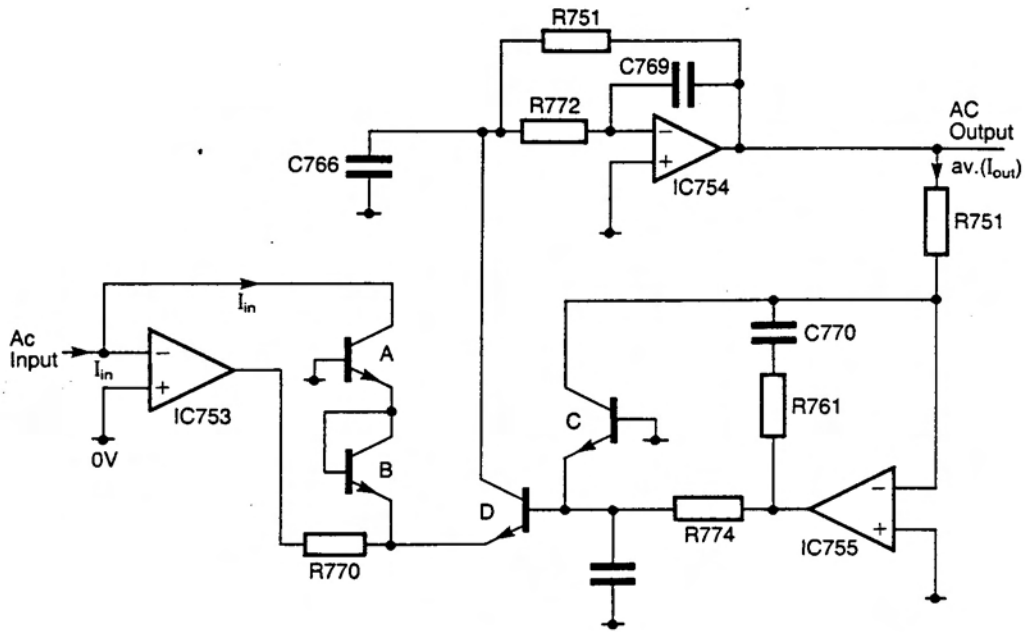 R751
C769
R772
C766
IC754
AC
Output
av.(Iout)
R751
Iin
Ac
Input
Iin
IC753
0V
A
B
C
D
C770
R761
R774
IC755
R770